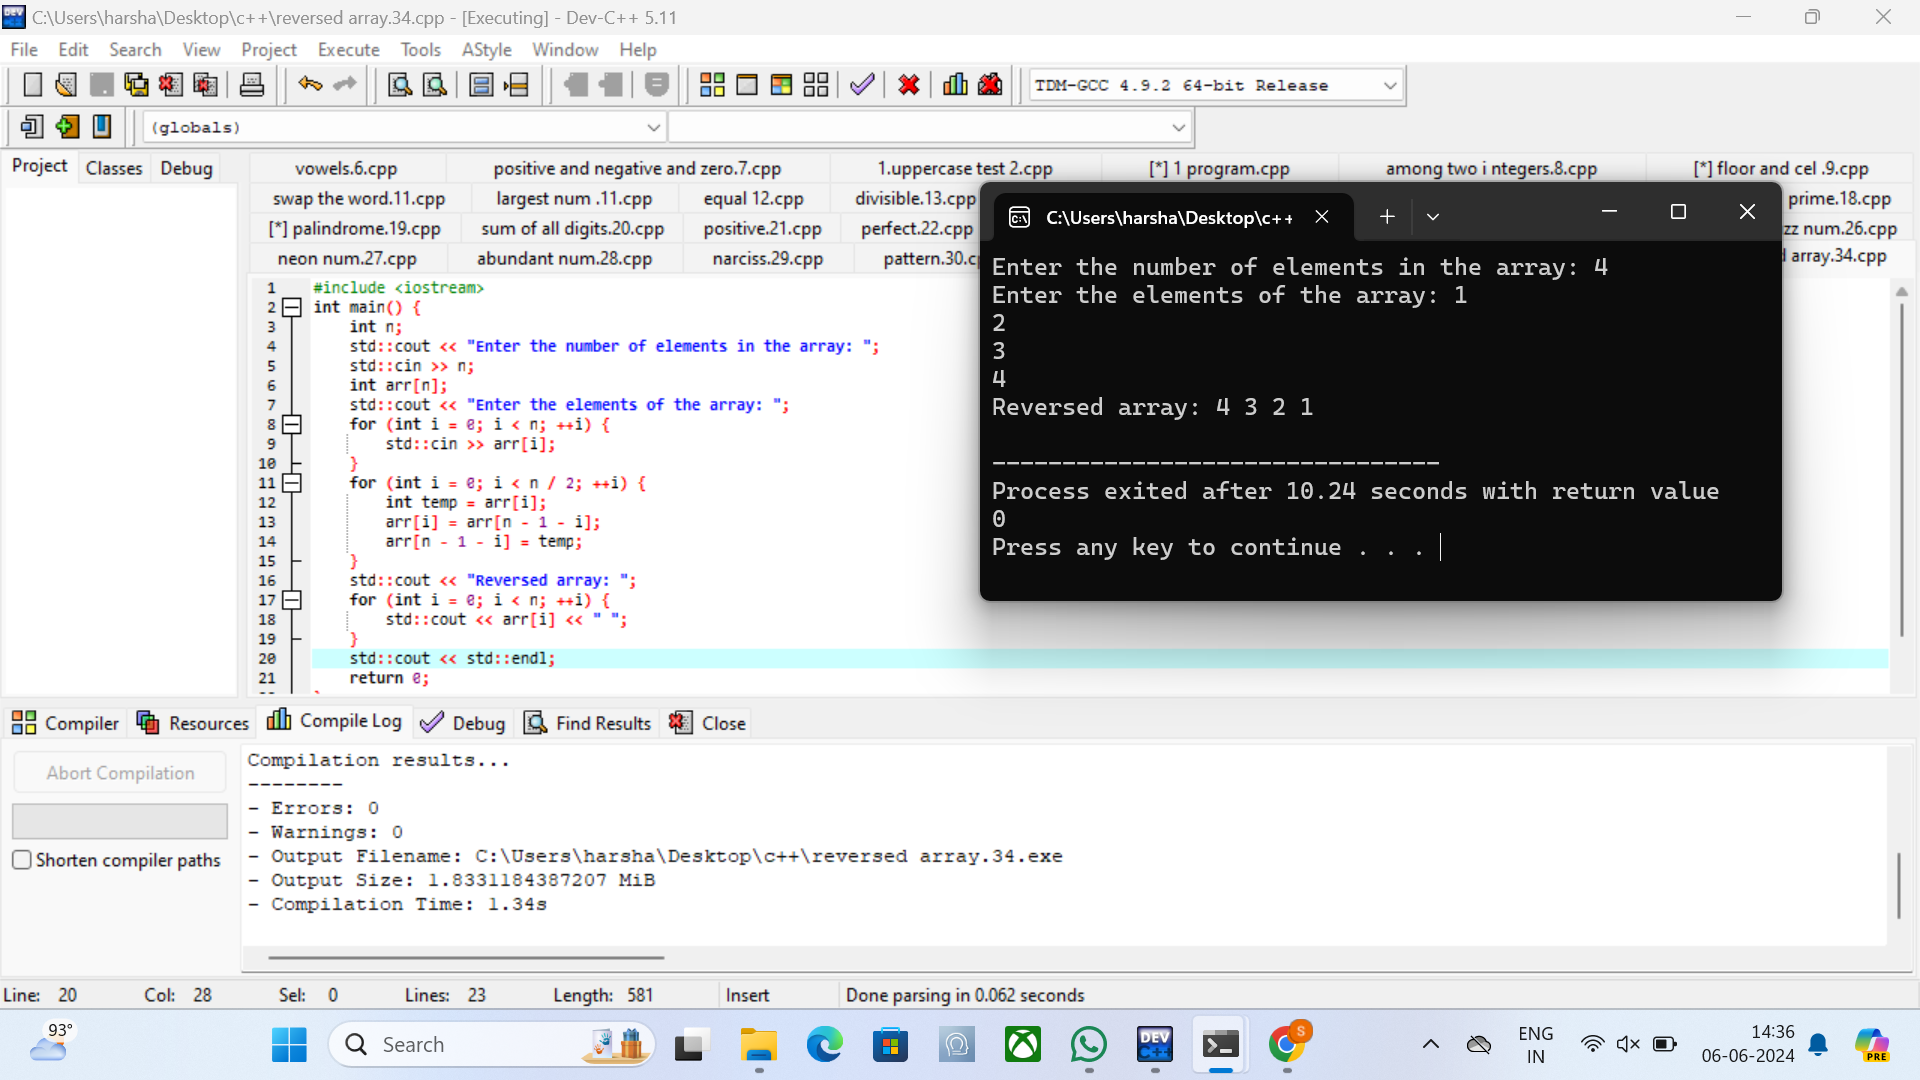 C:\Users\harsha\Desktop\c++\reversed array.34.cpp - [Executing] - Dev-C++ 5.11
File Edit Search View Project Execute Tools AStyle Window Help
TDM-GCC 4.9.2 64-bit Release
(globals)
Project Classes Debug
vowels.6.cpp positive and negative and zero.7.cpp 1.uppercase test 2.cpp [*] 1 program.cpp among two i ntegers.8.cpp [*] floor and cel .9.cpp
swap the word.11.cpp largest num .11.cpp equal 12.cpp divisible.13.cpp prime.18.cpp
[*] palindrome.19.cpp sum of all digits.20.cpp positive.21.cpp perfect.22.cpp zz num.26.cpp
neon num.27.cpp abundant num.28.cpp narciss.29.cpp pattern.30.c array.34.cpp
1 #include <iostream>
2 int main() {
3 int n;
4 std::cout << "Enter the number of elements in the array: ";
5 std::cin >> n;
6 int arr[n];
7 std::cout << "Enter the elements of the array: ";
8 for (int i = 0; i < n; ++i) {
9 std::cin >> arr[i];
10 }
11 for (int i = 0; i < n / 2; ++i) {
12 int temp = arr[i];
13 arr[i] = arr[n - 1 - i];
14 arr[n - 1 - i] = temp;
15 }
16 std::cout << "Reversed array: ";
17 for (int i = 0; i < n; ++i) {
18 std::cout << arr[i] << " ";
19 }
20 std::cout << std::endl;
21 return 0;
C:\Users\harsha\Desktop\c++
Enter the number of elements in the array: 4
Enter the elements of the array: 1
2
3
4
Reversed array: 4 3 2 1
--------------------------------
Process exited after 10.24 seconds with return value
0
Press any key to continue . . .
Compiler Resources Compile Log Debug Find Results Close
Abort Compilation
Shorten compiler paths
Compilation results...
--------
- Errors: 0
- Warnings: 0
- Output Filename: C:\Users\harsha\Desktop\c++\reversed array.34.exe
- Output Size: 1.8331184387207 MiB
- Compilation Time: 1.34s
Line: 20 Col: 28 Sel: 0 Lines: 23 Length: 581 Insert Done parsing in 0.062 seconds
93°
Search
DEV C++
S
ENG
IN
14:36
06-06-2024
PRE